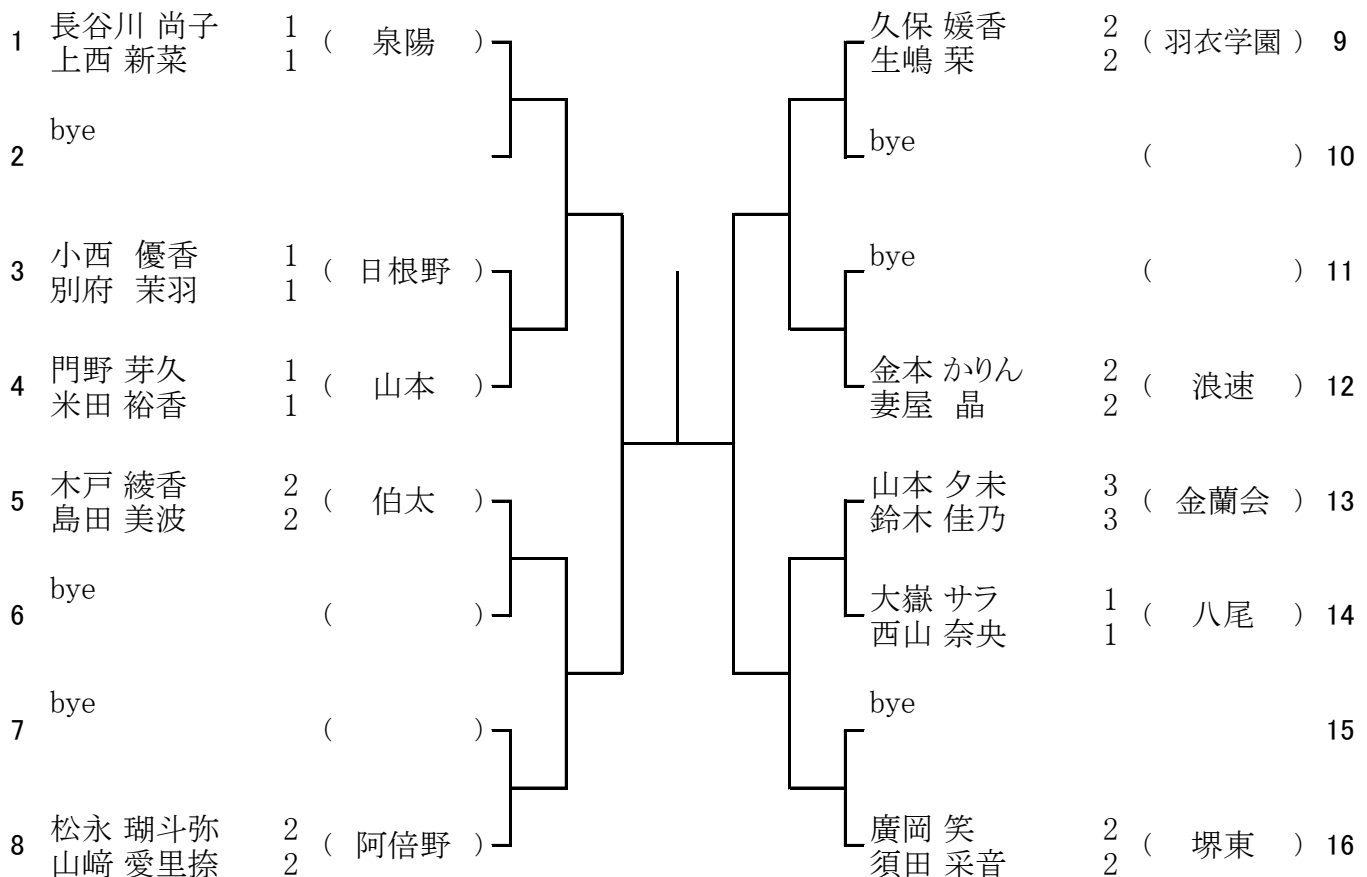 1 長谷川 尚子 1 ( 泉陽 )
上西 新菜 1
2 bye
3 小西 優香 1 ( 日根野 )
別府 茉羽 1
4 門野 芽久 1 ( 山本 )
米田 裕香 1
5 木戸 綾香 2 ( 伯太 )
島田 美波 2
6 bye ( )
7 bye ( )
8 松永 瑚斗弥 2 ( 阿倍野 )
山﨑 愛里捺 2
久保 媛香 2 ( 羽衣学園 ) 9
生嶋 栞 2
bye ( ) 10
bye ( ) 11
金本 かりん 2 ( 浪速 ) 12
妻屋 晶 2
山本 夕未 3 ( 金蘭会 ) 13
鈴木 佳乃 3
大嶽 サラ 1 ( 八尾 ) 14
西山 奈央 1
bye 15
廣岡 笑 2 ( 堺東 ) 16
須田 采音 2